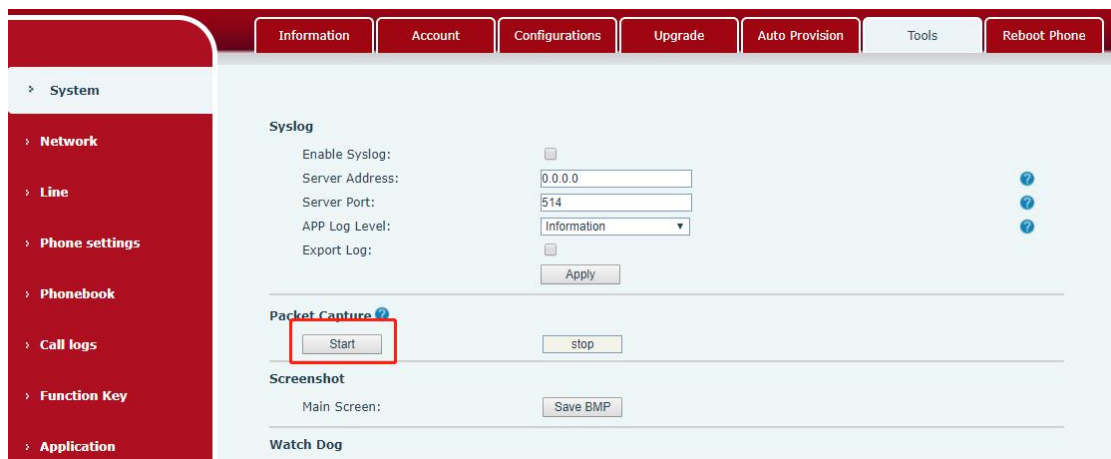 Information Account Configurations Upgrade Auto Provision Tools Reboot Phone
› System
› Network
› Line
› Phone settings
› Phonebook
› Call logs
› Function Key
› Application
Syslog
Enable Syslog:
Server Address: 0.0.0.0 ?
Server Port: 514 ?
APP Log Level: Information ▼ ?
Export Log:
Apply
Packet Capture ?
Start stop
Screenshot
Main Screen: Save BMP
Watch Dog